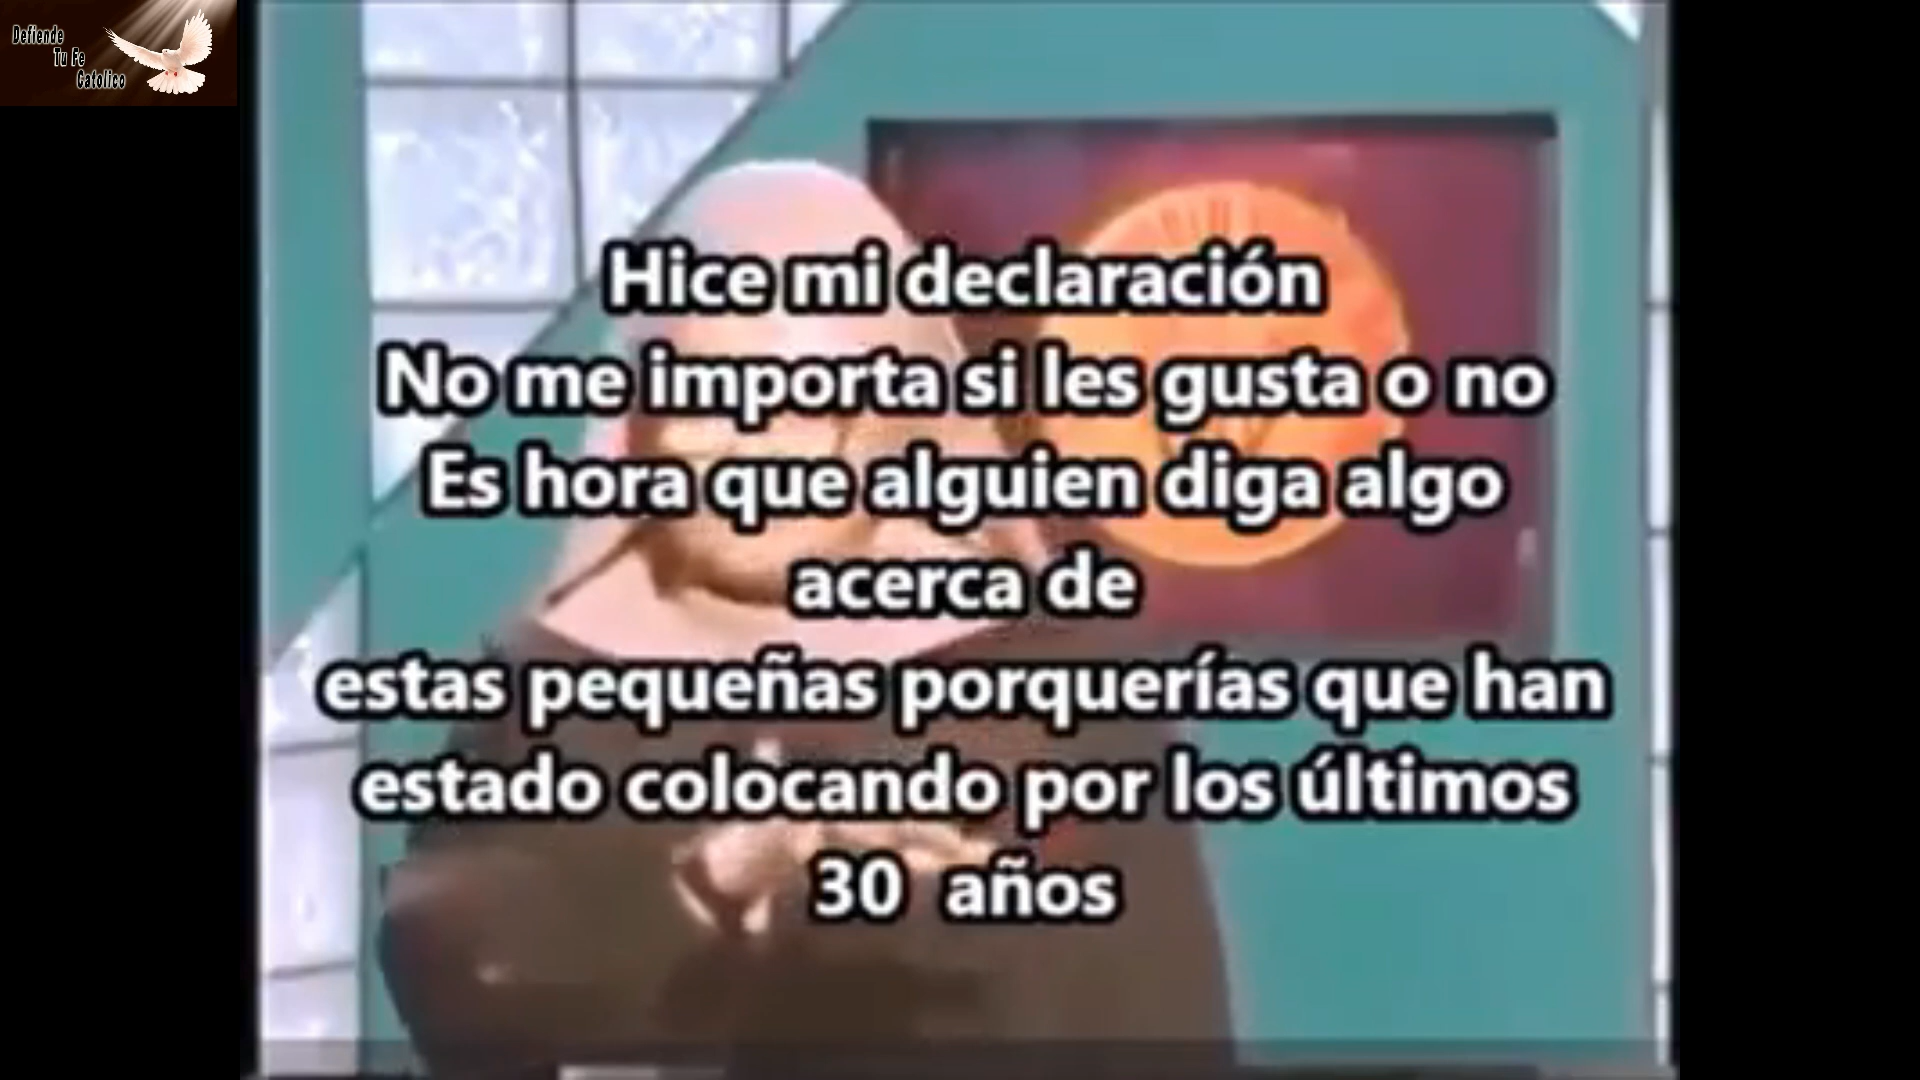 Defiende
Tu Fe
Catolico
Hice mi declaración
No me importa si les gusta o no
Es hora que alguien diga algo
acerca de
estas pequeñas porquerías que han
estado colocando por los últimos
30 años